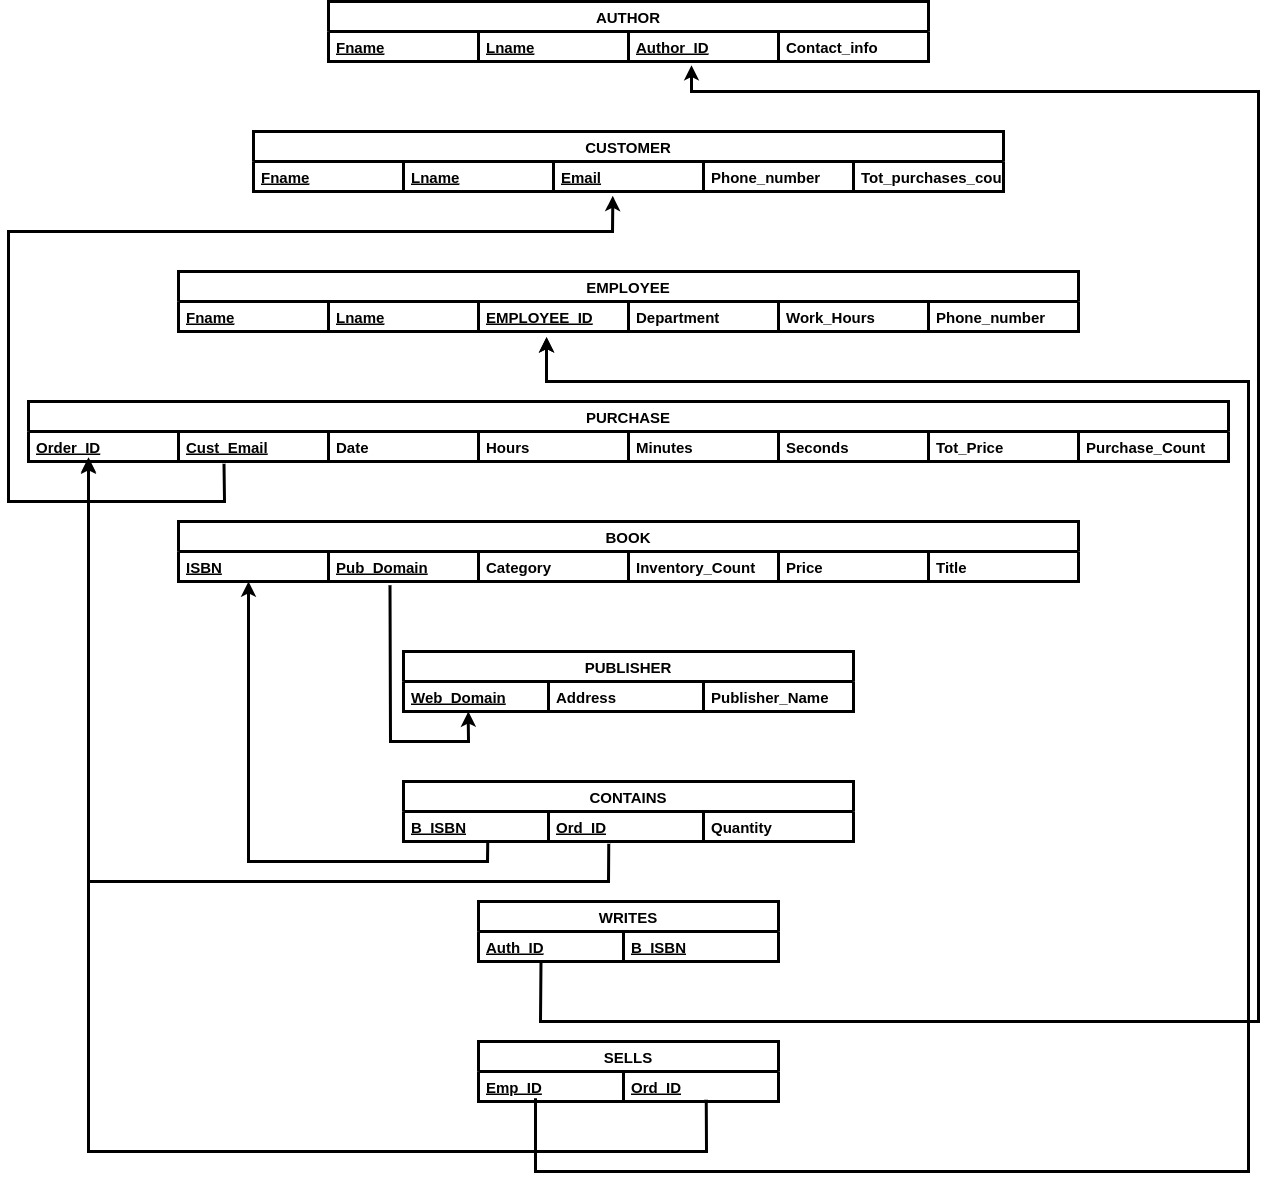 AUTHOR
Fname Lname Author_ID Contact_info
CUSTOMER
Fname Lname Email Phone_number Tot_purchases_cou
EMPLOYEE
Fname Lname EMPLOYEE_ID Department Work_Hours Phone_number
PURCHASE
Order_ID Cust_Email Date Hours Minutes Seconds Tot_Price Purchase_Count
BOOK
ISBN Pub_Domain Category Inventory_Count Price Title
PUBLISHER
Web_Domain Address Publisher_Name
CONTAINS
B_ISBN Ord_ID Quantity
WRITES
Auth_ID B_ISBN
SELLS
Emp_ID Ord_ID